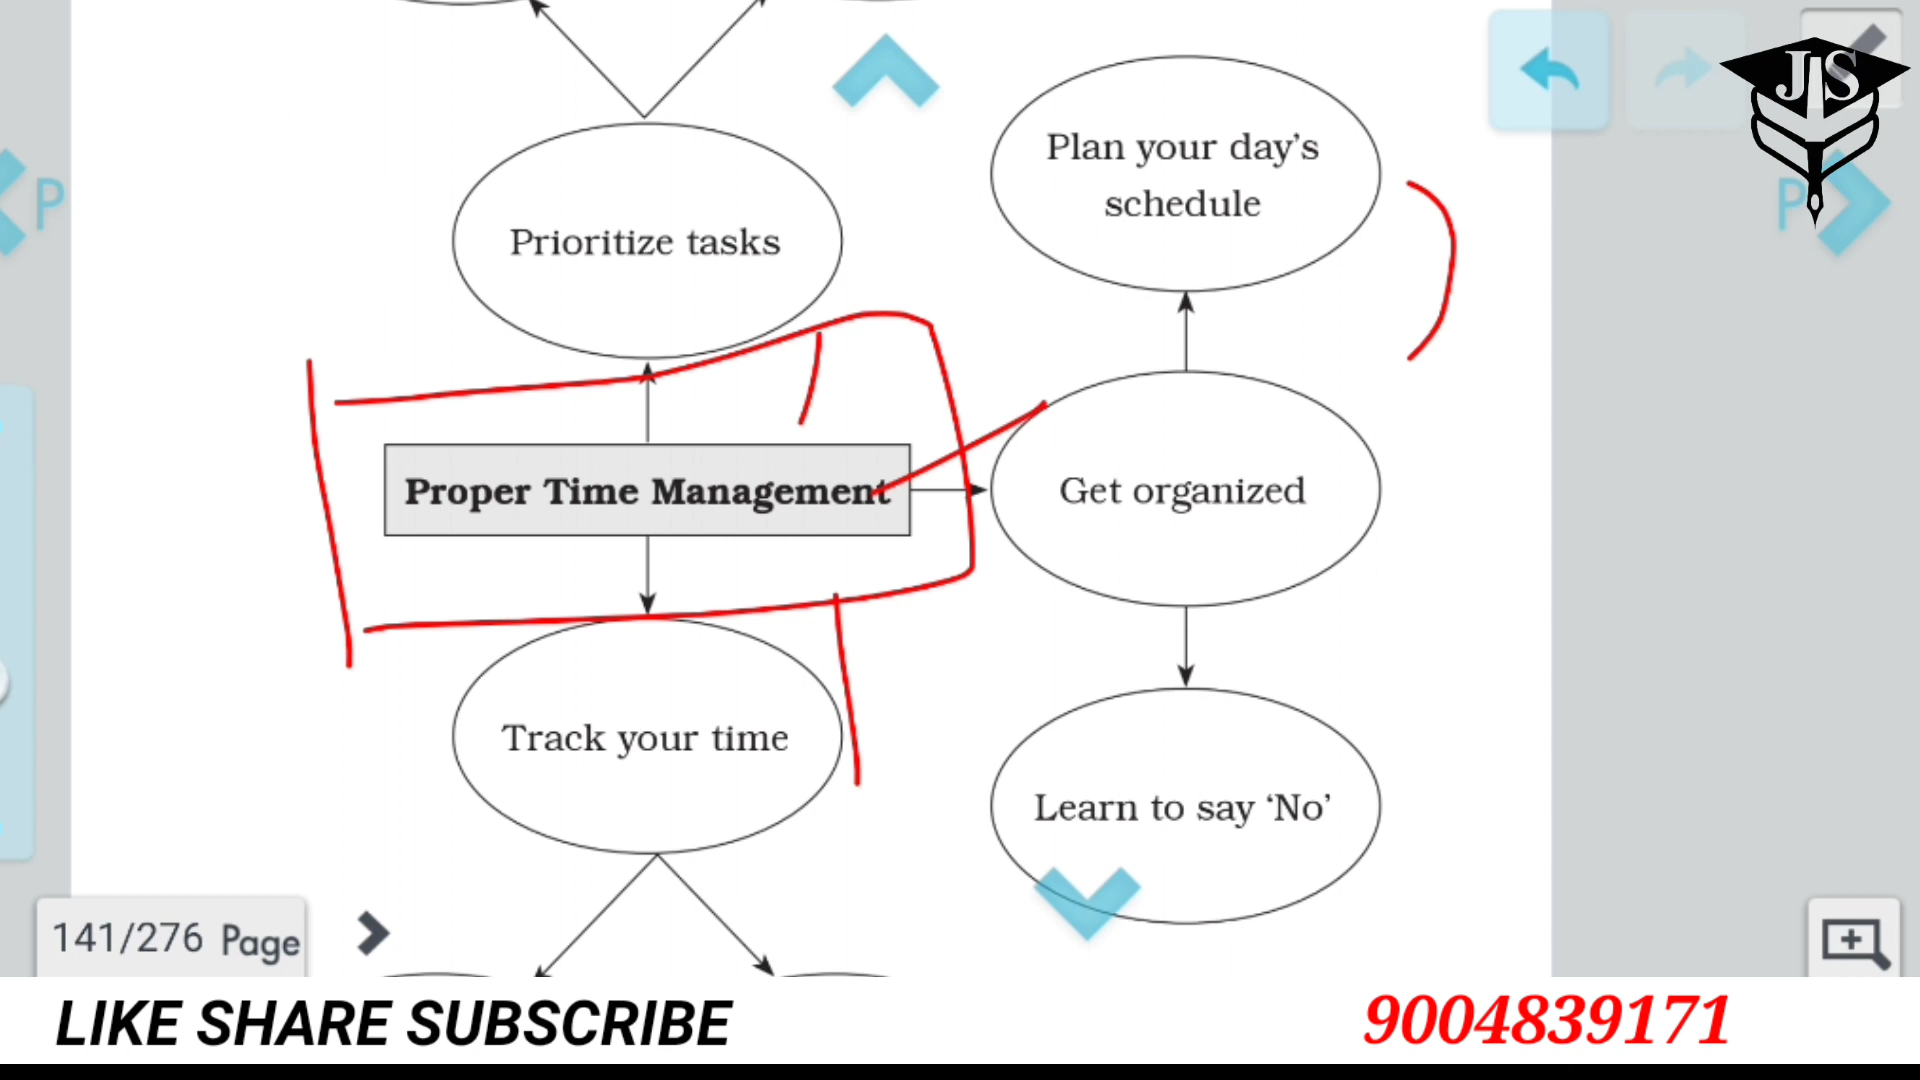 JIS
Plan your day's
schedule
P
P
Prioritize tasks
Proper Time Management
Get organized
Track your time
Learn to say ‘No’
141/276 Page
LIKE SHARE SUBSCRIBE
9004839171